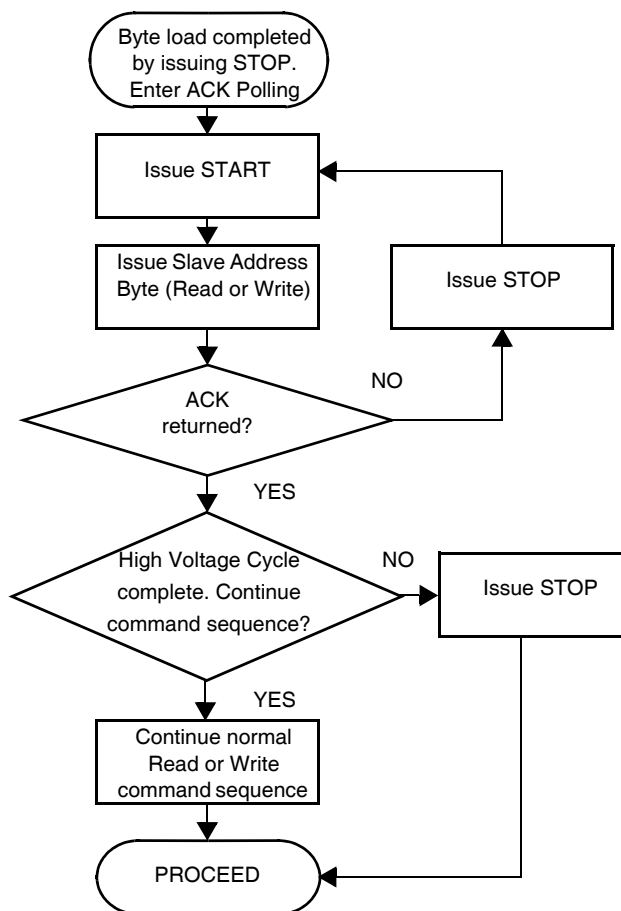 Byte load completed
by issuing STOP.
Enter ACK Polling
Issue START
Issue Slave Address
Byte (Read or Write)
Issue STOP
NO
ACK
returned?
YES
High Voltage Cycle
complete. Continue
command sequence?
NO
Issue STOP
YES
Continue normal
Read or Write
command sequence
PROCEED